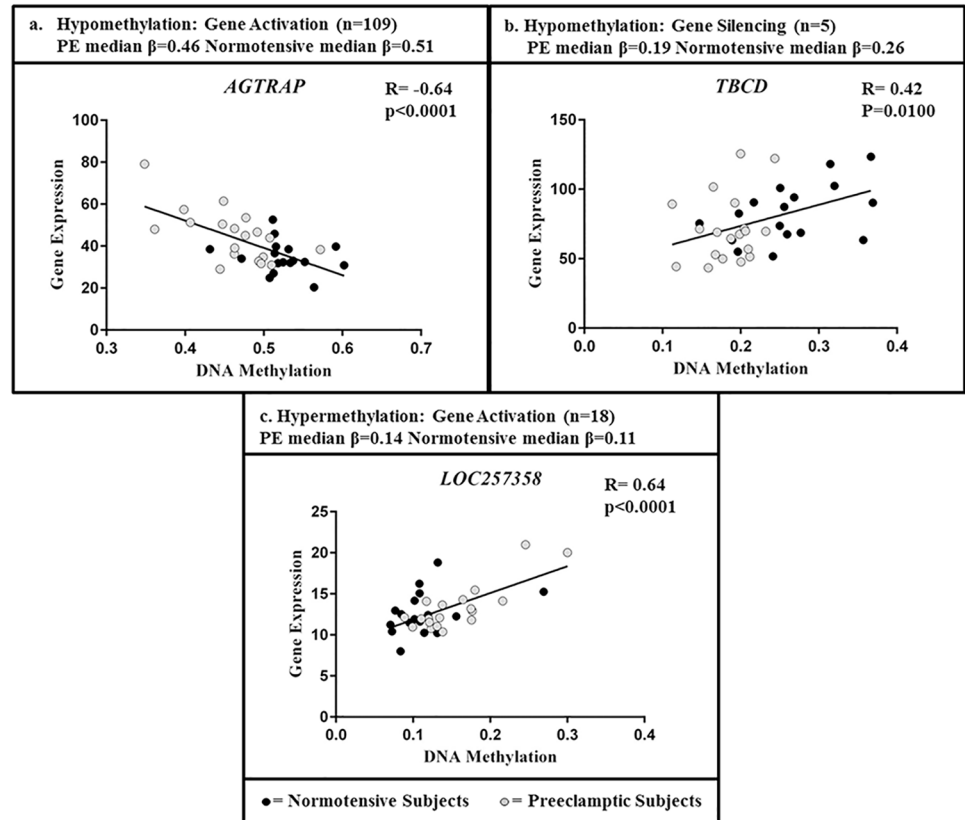 a. Hypomethylation: Gene Activation (n=109)
PE median β=0.46 Normotensive median β=0.51
AGTRAP
R= -0.64
p<0.0001
100
80
60
40
20
0
Gene Expression
0.3 0.4 0.5 0.6 0.7
DNA Methylation
b. Hypomethylation: Gene Silencing (n=5)
PE median β=0.19 Normotensive median β=0.26
TBCD
R= 0.42
P=0.0100
150
100
50
0
Gene Expression
0.0 0.1 0.2 0.3 0.4
DNA Methylation
c. Hypermethylation: Gene Activation (n=18)
PE median β=0.14 Normotensive median β=0.11
LOC257358
R= 0.64
p<0.0001
25
20
15
10
5
0
Gene Expression
0.0 0.1 0.2 0.3 0.4
DNA Methylation
= Normotensive Subjects = Preeclamptic Subjects